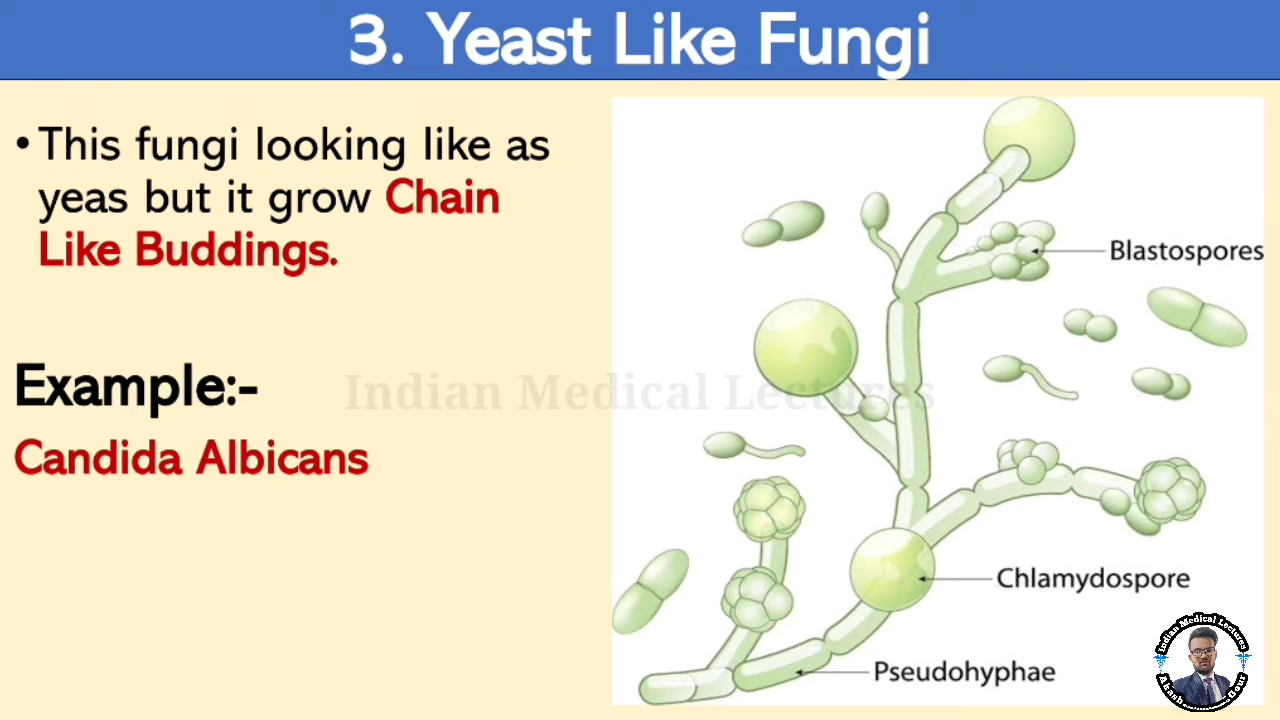 3. Yeast Like Fungi
• This fungi looking like as
yeas but it grow Chain
Like Buddings.
Example:-
Candida Albicans
Indian Medical Lectures
Blastospores
Chlamydospore
Pseudohyphae
Indian Medical Lectures
Akash